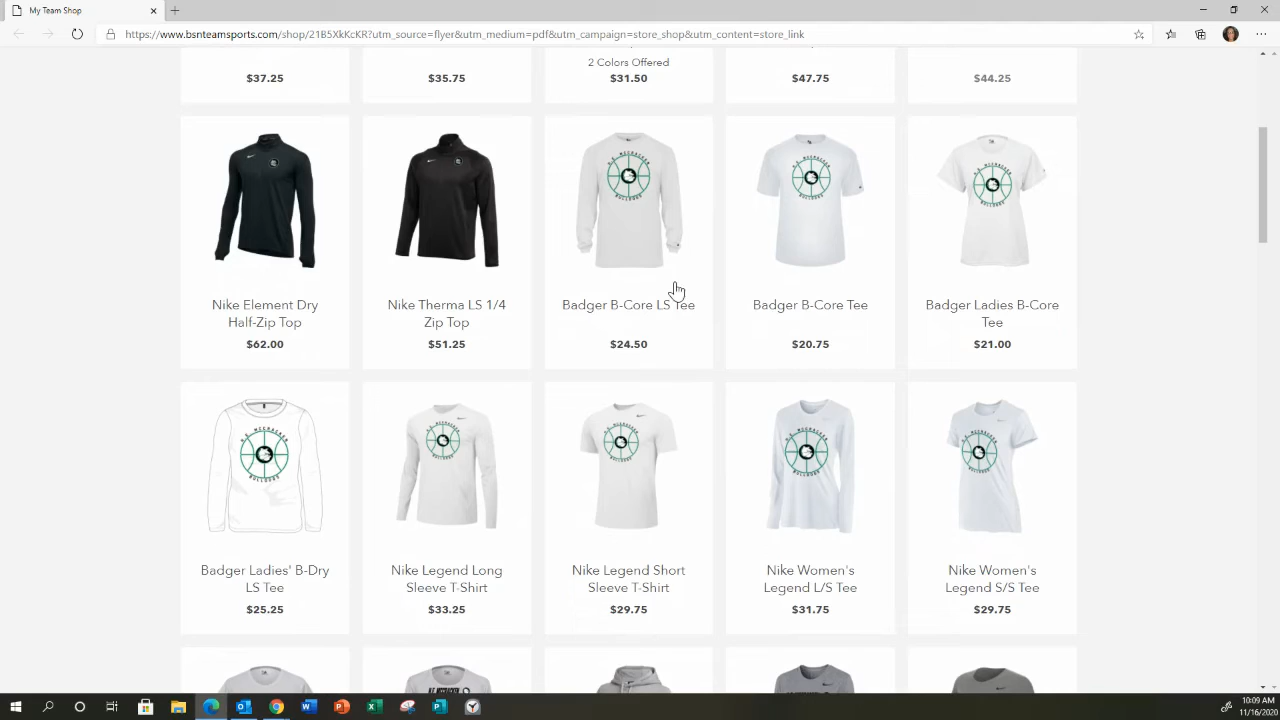 My Team Shop
https://www.bsnteamsports.com/shop/21B5XkKcKR?utm_source=flyer&utm_medium=pdf&utm_campaign=store_shop&utm_content=store_link
2 Colors Offered
$37.25 $35.75 $31.50 $47.75 $44.25
Nike Element Dry
Half-Zip Top
$62.00
Nike Therma LS 1/4
Zip Top
$51.25
Badger B-Core LS Tee
$24.50
Badger B-Core Tee
$20.75
Badger Ladies B-Core
Tee
$21.00
BULLDOGS
Badger Ladies' B-Dry
LS Tee
$25.25
Nike Legend Long
Sleeve T-Shirt
$33.25
Nike Legend Short
Sleeve T-Shirt
$29.75
Nike Women's
Legend L/S Tee
$31.75
Nike Women's
Legend S/S Tee
$29.75
10:09 AM
11/16/2020